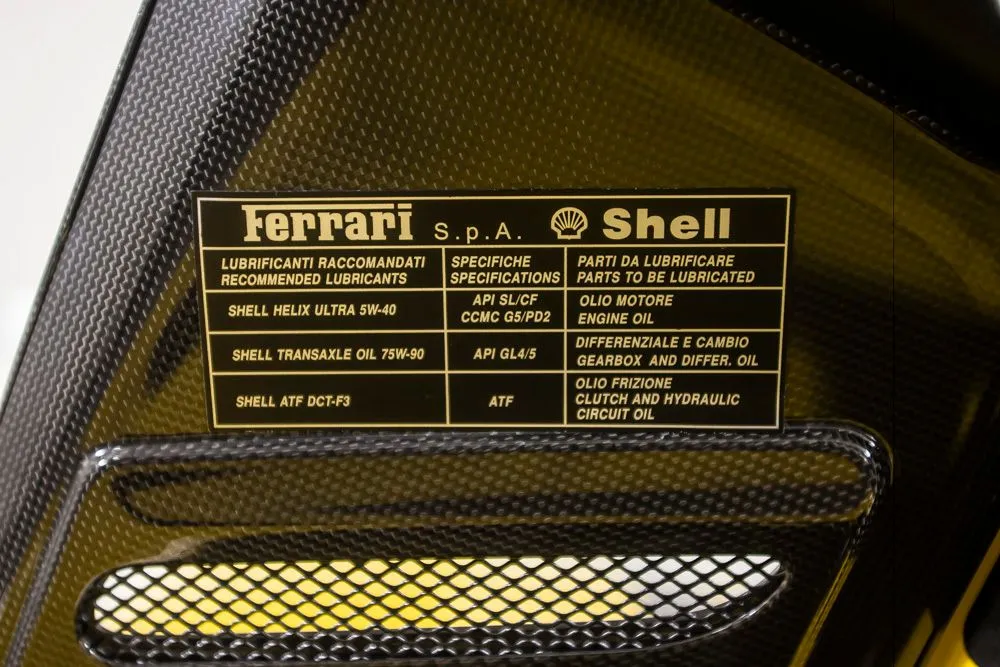 Ferrari S.p.A. Shell
LUBRIFICANTI RACCOMANDATI
RECOMMENDED LUBRICANTS
SPECIFICHE
SPECIFICATIONS
PARTI DA LUBRIFICARE
PARTS TO BE LUBRICATED
SHELL HELIX ULTRA 5W-40
API SL/CF
CCMC G5/PD2
OLIO MOTORE
ENGINE OIL
SHELL TRANSAXLE OIL 75W-90
API GL4/5
DIFFERENZIALE E CAMBIO
GEARBOX AND DIFFER. OIL
SHELL ATF DCT-F3
ATF
OLIO FRIZIONE
CLUTCH AND HYDRAULIC
CIRCUIT OIL